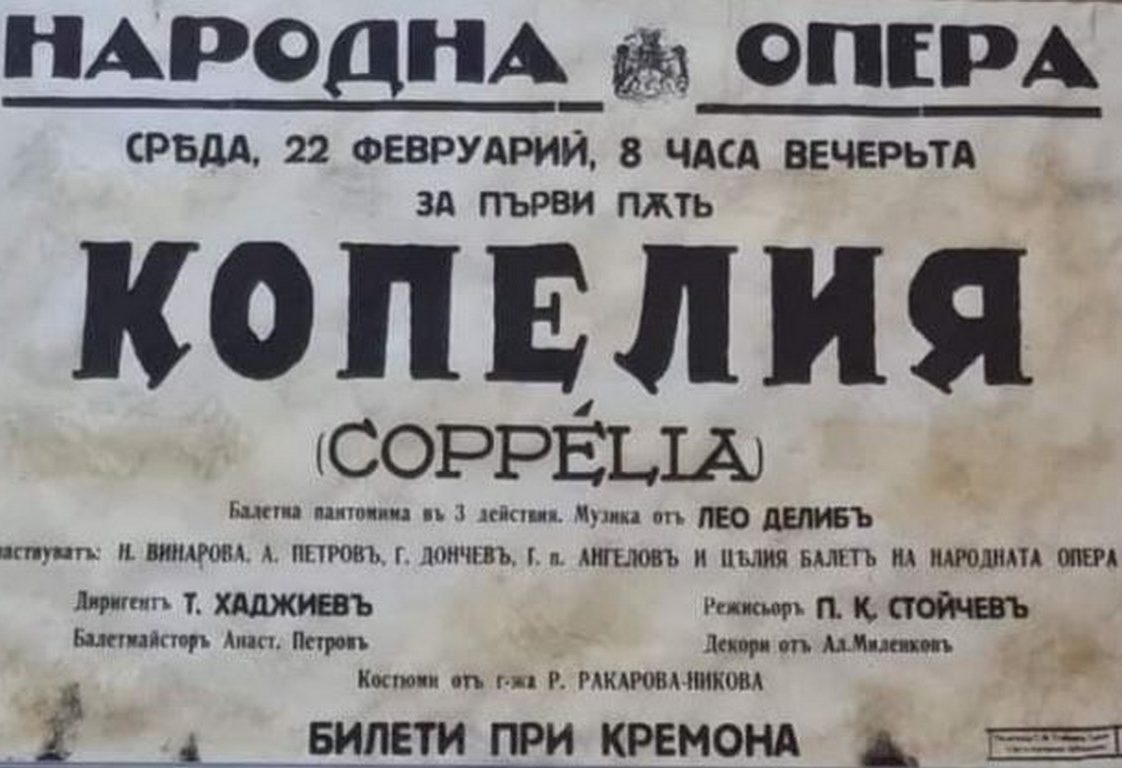 НАРОДНА ОПЕРА
СРѢДА, 22 ФЕВРУАРИЙ, 8 ЧАСА ВЕЧЕРЬТА
ЗА ПЪРВИ ПѪТЬ
КОПЕЛИЯ
(COPPÉLIA)
Балетна пантомима въ 3 действия. Музика отъ ЛЕО ДЕЛИБЪ
Н. ВИНАРОВА, А. ПЕТРОВЪ, Г. ДОНЧЕВЪ, Г. п. АНГЕЛОВЪ И ЦѢЛИЯ БАЛЕТЪ НА НАРОДНАТА ОПЕРА
Диригентъ Т. ХАДЖИЕВЪ Режисьоръ П. К. СТОЙЧЕВЪ
Балетмайсторъ Анаст. Петровъ Декори отъ Ал.Миленковъ
Костюми отъ г-жа Р. РАКАРОВА-НИКОВА
БИЛЕТИ ПРИ КРЕМОНА